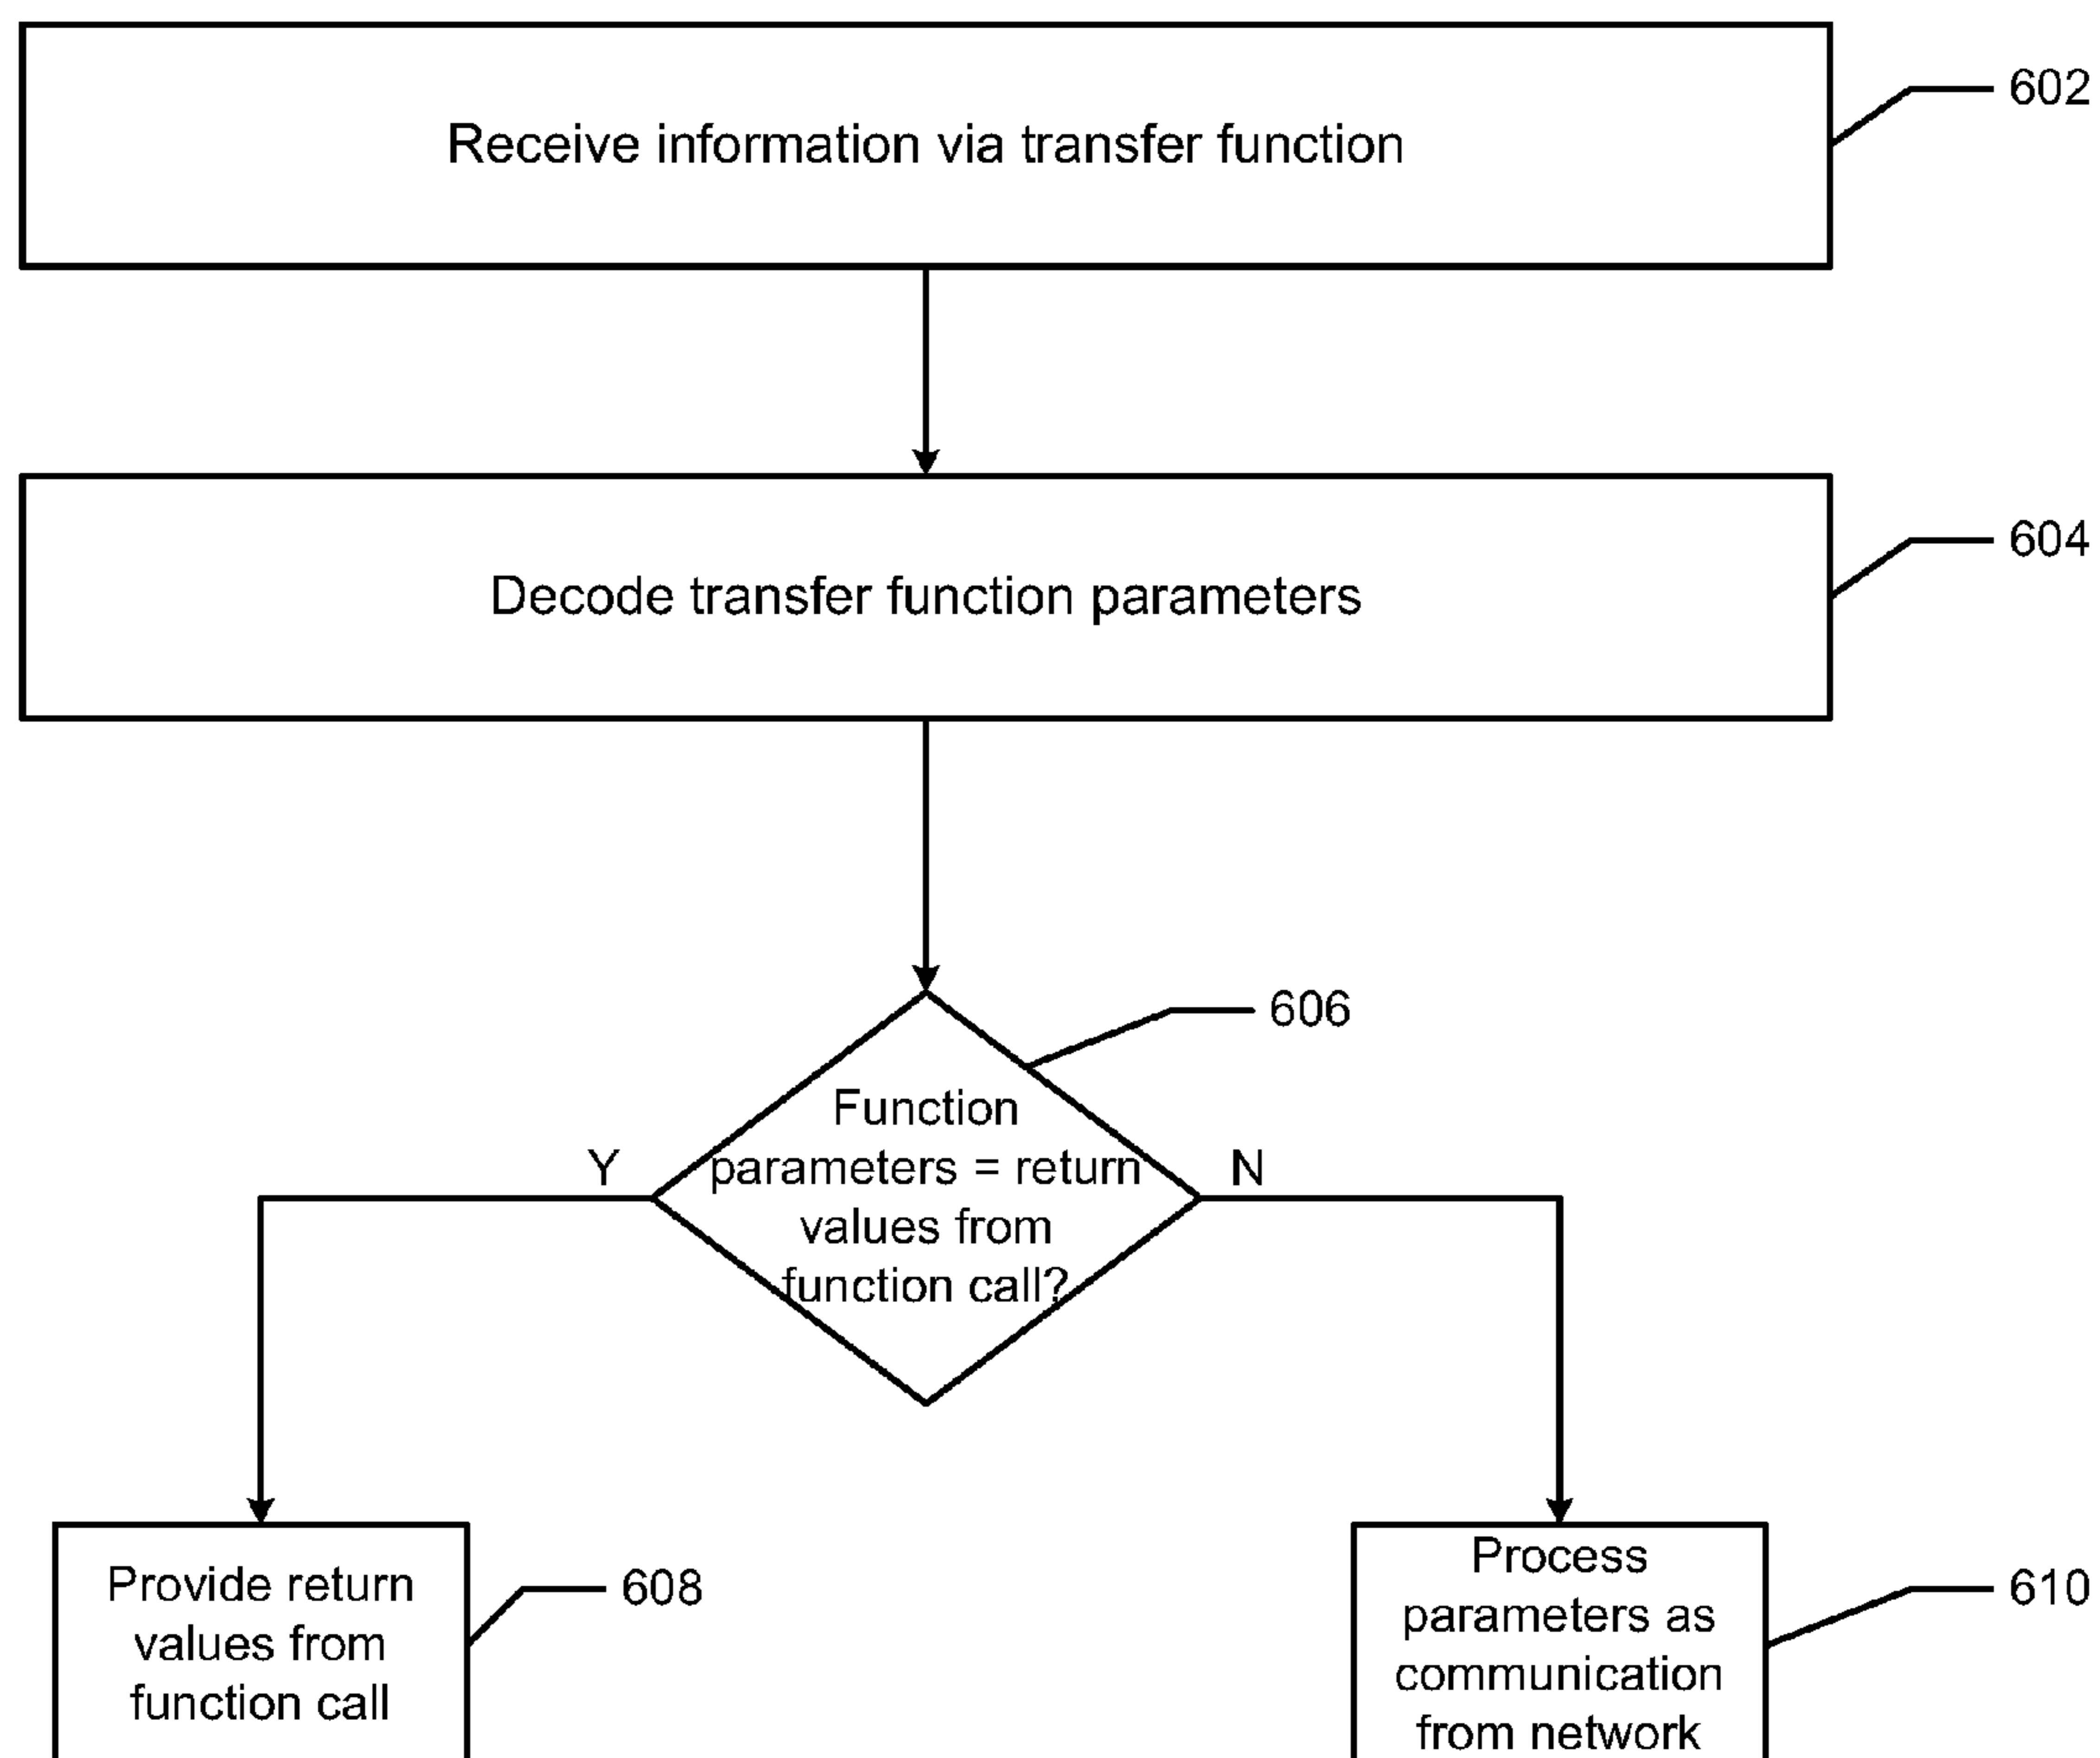 Receive information via transfer function
602
Decode transfer function parameters
604
606
Function
parameters = return
values from
function call?
Y
N
Provide return
values from
function call
608
Process
parameters as
communication
from network
610